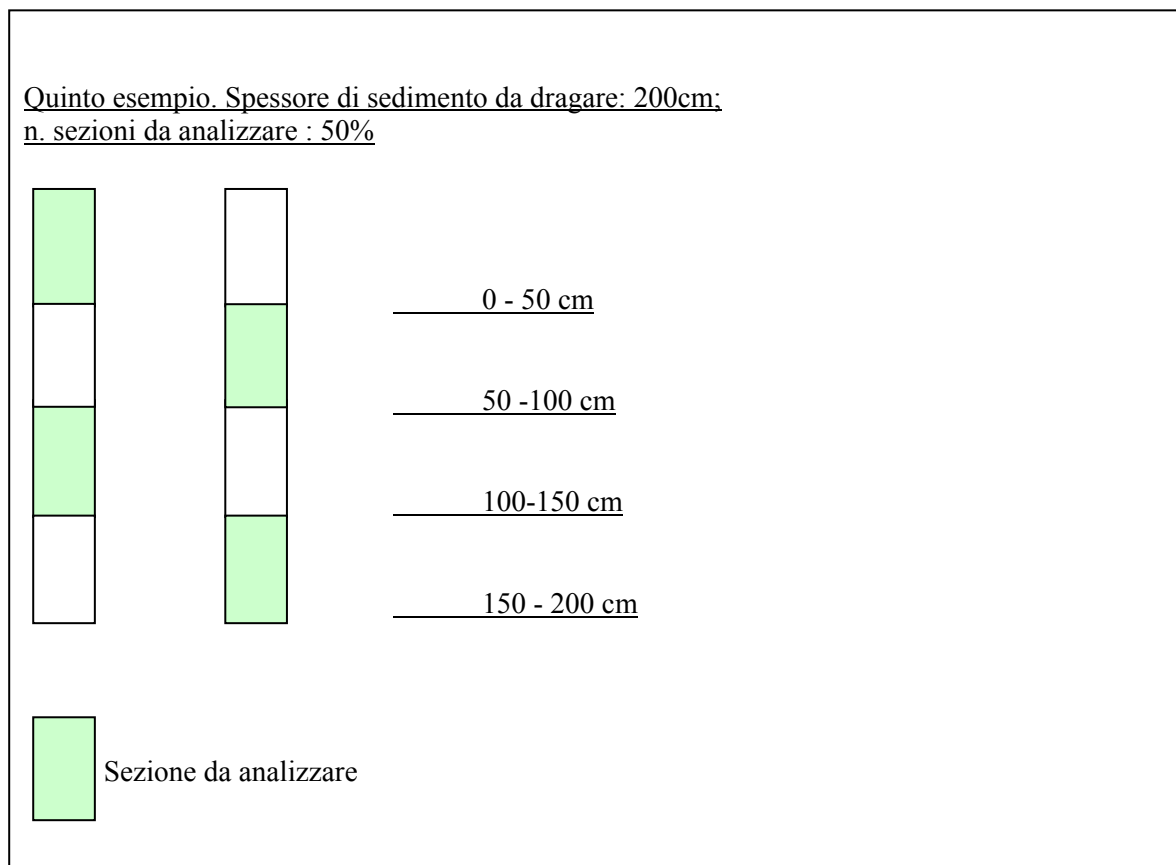 Quinto esempio. Spessore di sedimento da dragare: 200cm;
n. sezioni da analizzare : 50%
0 - 50 cm
50 -100 cm
100-150 cm
150 - 200 cm
Sezione da analizzare